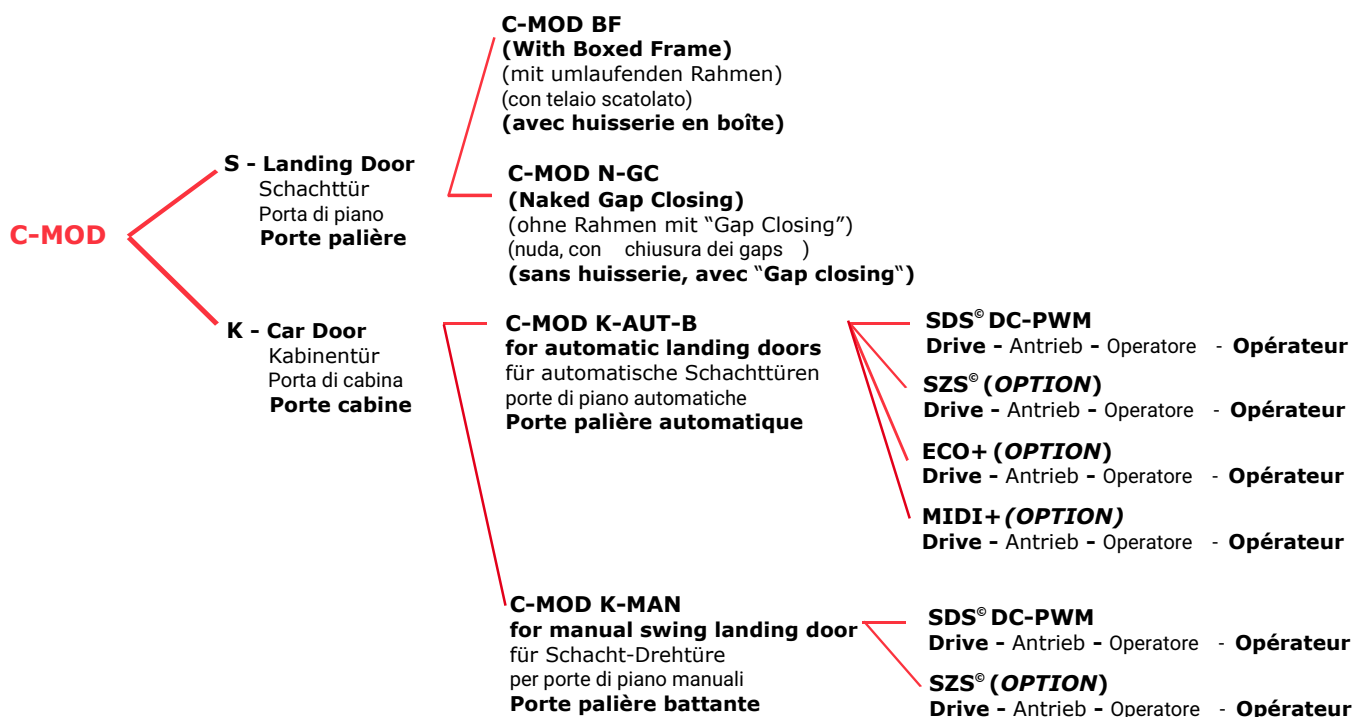 C-MOD
S - Landing Door
Schachttür
Porta di piano
Porte palière
K - Car Door
Kabinentür
Porta di cabina
Porte cabine
C-MOD BF
(With Boxed Frame)
(mit umlaufenden Rahmen)
(con telaio scatolato)
(avec huisserie en boîte)
C-MOD N-GC
(Naked Gap Closing)
(ohne Rahmen mit “Gap Closing”)
(nuda, con chiusura dei gaps )
(sans huisserie, avec “Gap closing“)
C-MOD K-AUT-B
for automatic landing doors
für automatische Schachttüren
porte di piano automatiche
Porte palière automatique
SDS© DC-PWM
Drive - Antrieb - Operatore - Opérateur
SZS© (OPTION)
Drive - Antrieb - Operatore - Opérateur
ECO+ (OPTION)
Drive - Antrieb - Operatore - Opérateur
MIDI+ (OPTION)
Drive - Antrieb - Operatore - Opérateur
C-MOD K-MAN
for manual swing landing door
für Schacht-Drehtüre
per porte di piano manuali
Porte palière battante
SDS© DC-PWM
Drive - Antrieb - Operatore - Opérateur
SZS© (OPTION)
Drive - Antrieb - Operatore - Opérateur